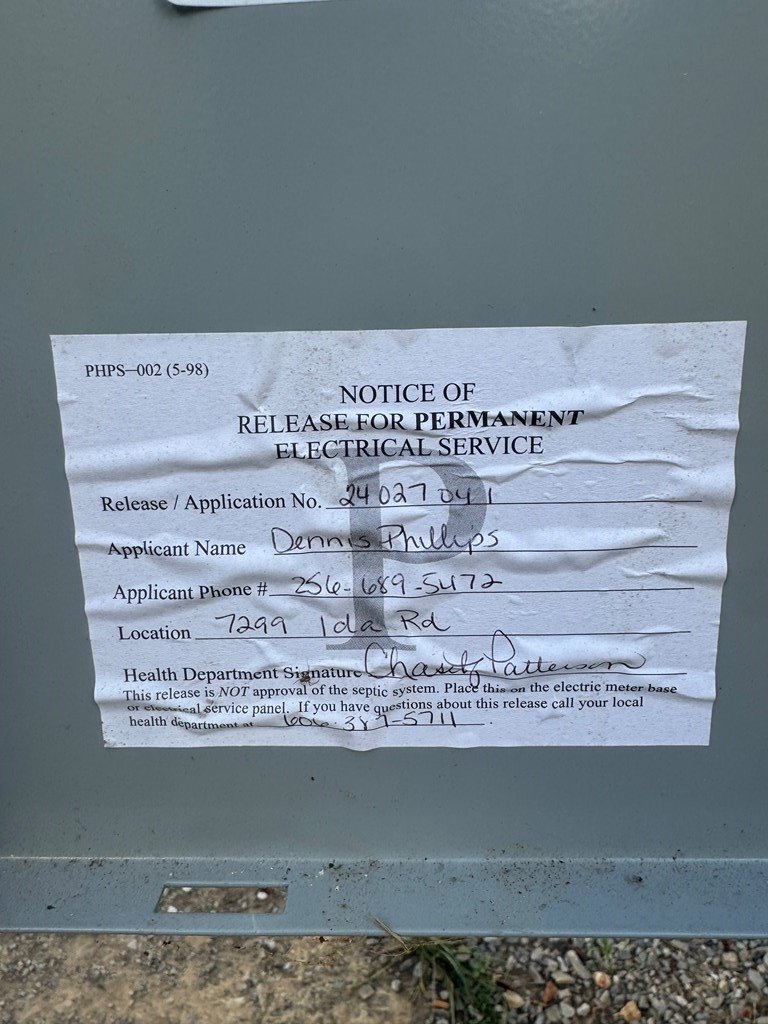 PHPS—002 (5-98)
NOTICE OF
RELEASE FOR PERMANENT
ELECTRICAL SERVICE
P
Release / Application No. 24027041
Applicant Name Dennis Phillips
Applicant Phone # 256-689-5472
Location 7299 Ida Rd
Health Department Signature Chasity Patterson
This release is NOT approval of the septic system. Place this on the electric meter base
or electrical service panel. If you have questions about this release call your local
health department at 606-387-5711.